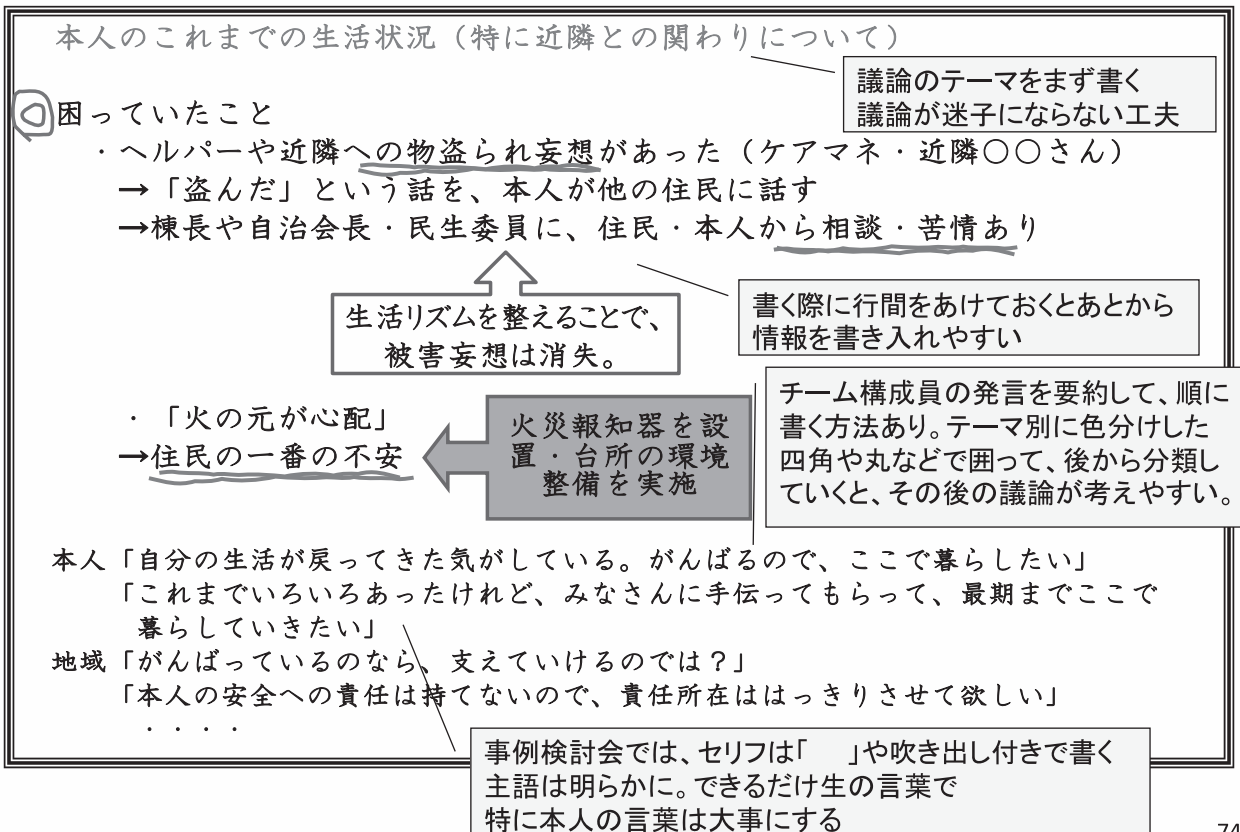 本人のこれまでの生活状況（特に近隣との関わりについて）
議論のテーマをまず書く
議論が迷子にならない工夫
◎困っていたこと
・ヘルパーや近隣への物盗られ妄想があった（ケアマネ・近隣〇〇さん）
→「盗んだ」という話を、本人が他の住民に話す
→棟長や自治会長・民生委員に、住民・本人から相談・苦情あり
生活リズムを整えることで、
被害妄想は消失。
書く際に行間をあけておくとあとから
情報を書き入れやすい
チーム構成員の発言を要約して、順に
書く方法あり。テーマ別に色分けした
四角や丸などで囲って、後から分類し
ていくと、その後の議論が考えやすい。
・「火の元が心配」
→住民の一番の不安
火災報知器を設
置・台所の環境
整備を実施
本人「自分の生活が戻ってきた気がしている。がんばるので、ここで暮らしたい」
「これまでいろいろあったけれど、みなさんに手伝ってもらって、最期までここで
暮らしていきたい」
地域「がんばっているのなら、支えていけるのでは？」
「本人の安全への責任は持てないので、責任所在ははっきりさせて欲しい」
・・・・
事例検討会では、セリフは「　」や吹き出し付きで書く
主語は明らかに。できるだけ生の言葉で
特に本人の言葉は大事にする
74